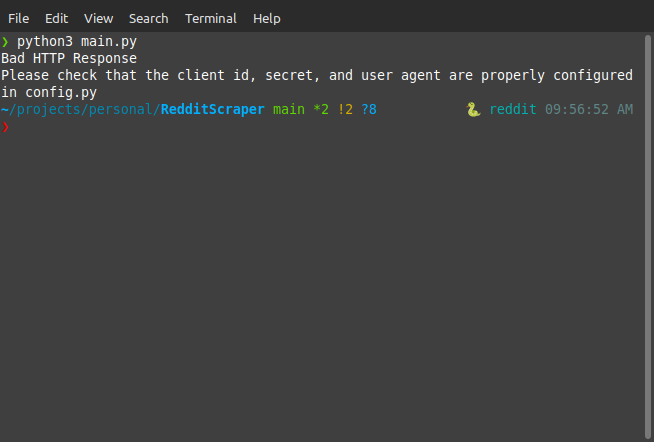 File Edit View Search Terminal Help
❯ python3 main.py
Bad HTTP Response
Please check that the client id, secret, and user agent are properly configured
in config.py
~/projects/personal/RedditScraper main *2 !2 ?8 🐍 reddit 09:56:52 AM
❯